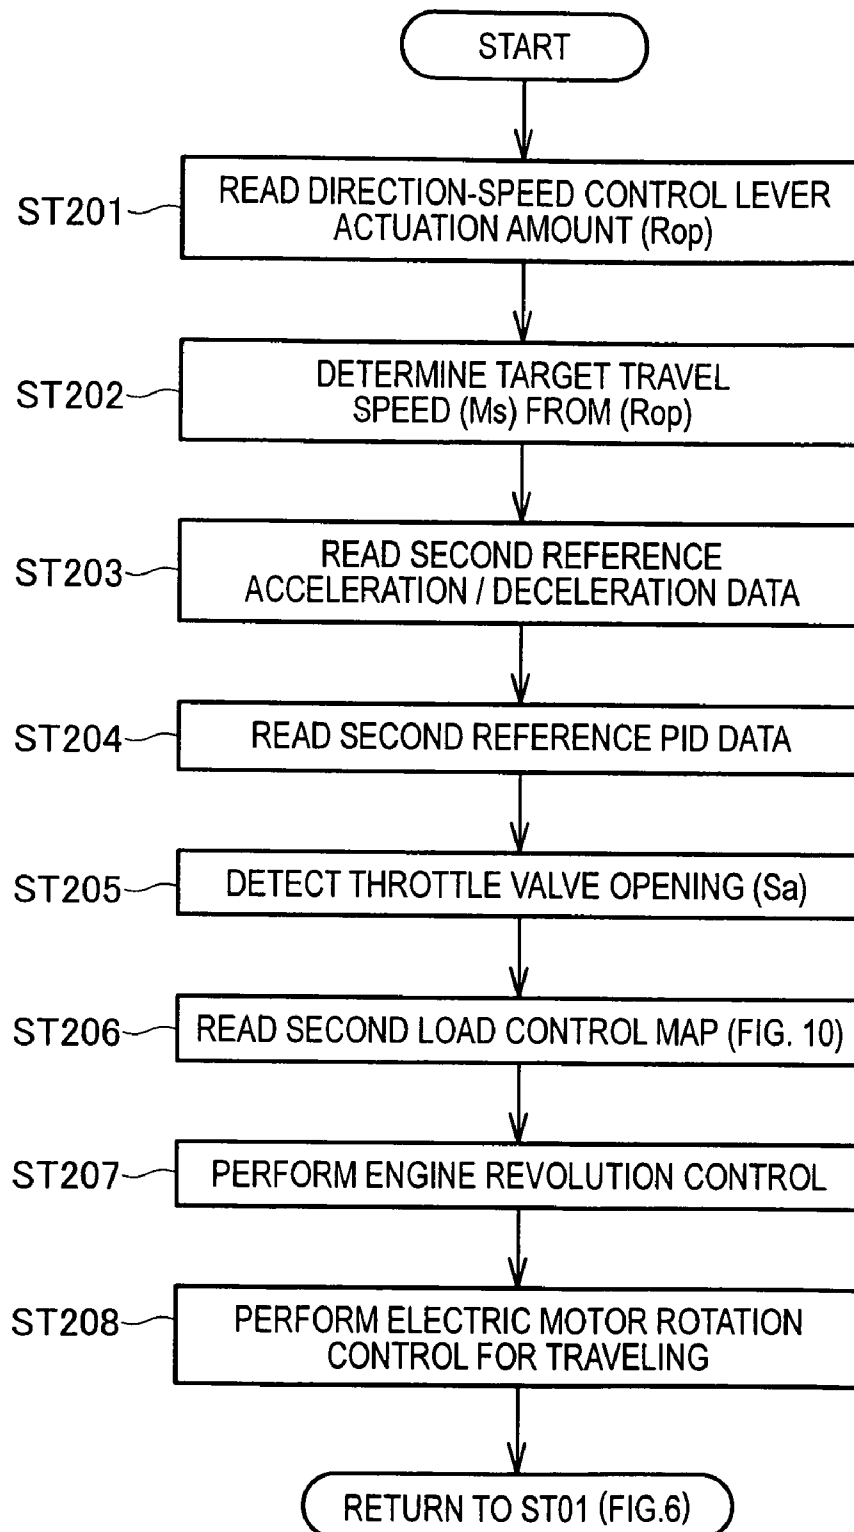 START
ST201
READ DIRECTION-SPEED CONTROL LEVER
ACTUATION AMOUNT (Rop)
ST202
DETERMINE TARGET TRAVEL
SPEED (Ms) FROM (Rop)
ST203
READ SECOND REFERENCE
ACCELERATION / DECELERATION DATA
ST204
READ SECOND REFERENCE PID DATA
ST205
DETECT THROTTLE VALVE OPENING (Sa)
ST206
READ SECOND LOAD CONTROL MAP (FIG. 10)
ST207
PERFORM ENGINE REVOLUTION CONTROL
ST208
PERFORM ELECTRIC MOTOR ROTATION
CONTROL FOR TRAVELING
RETURN TO ST01 (FIG.6)